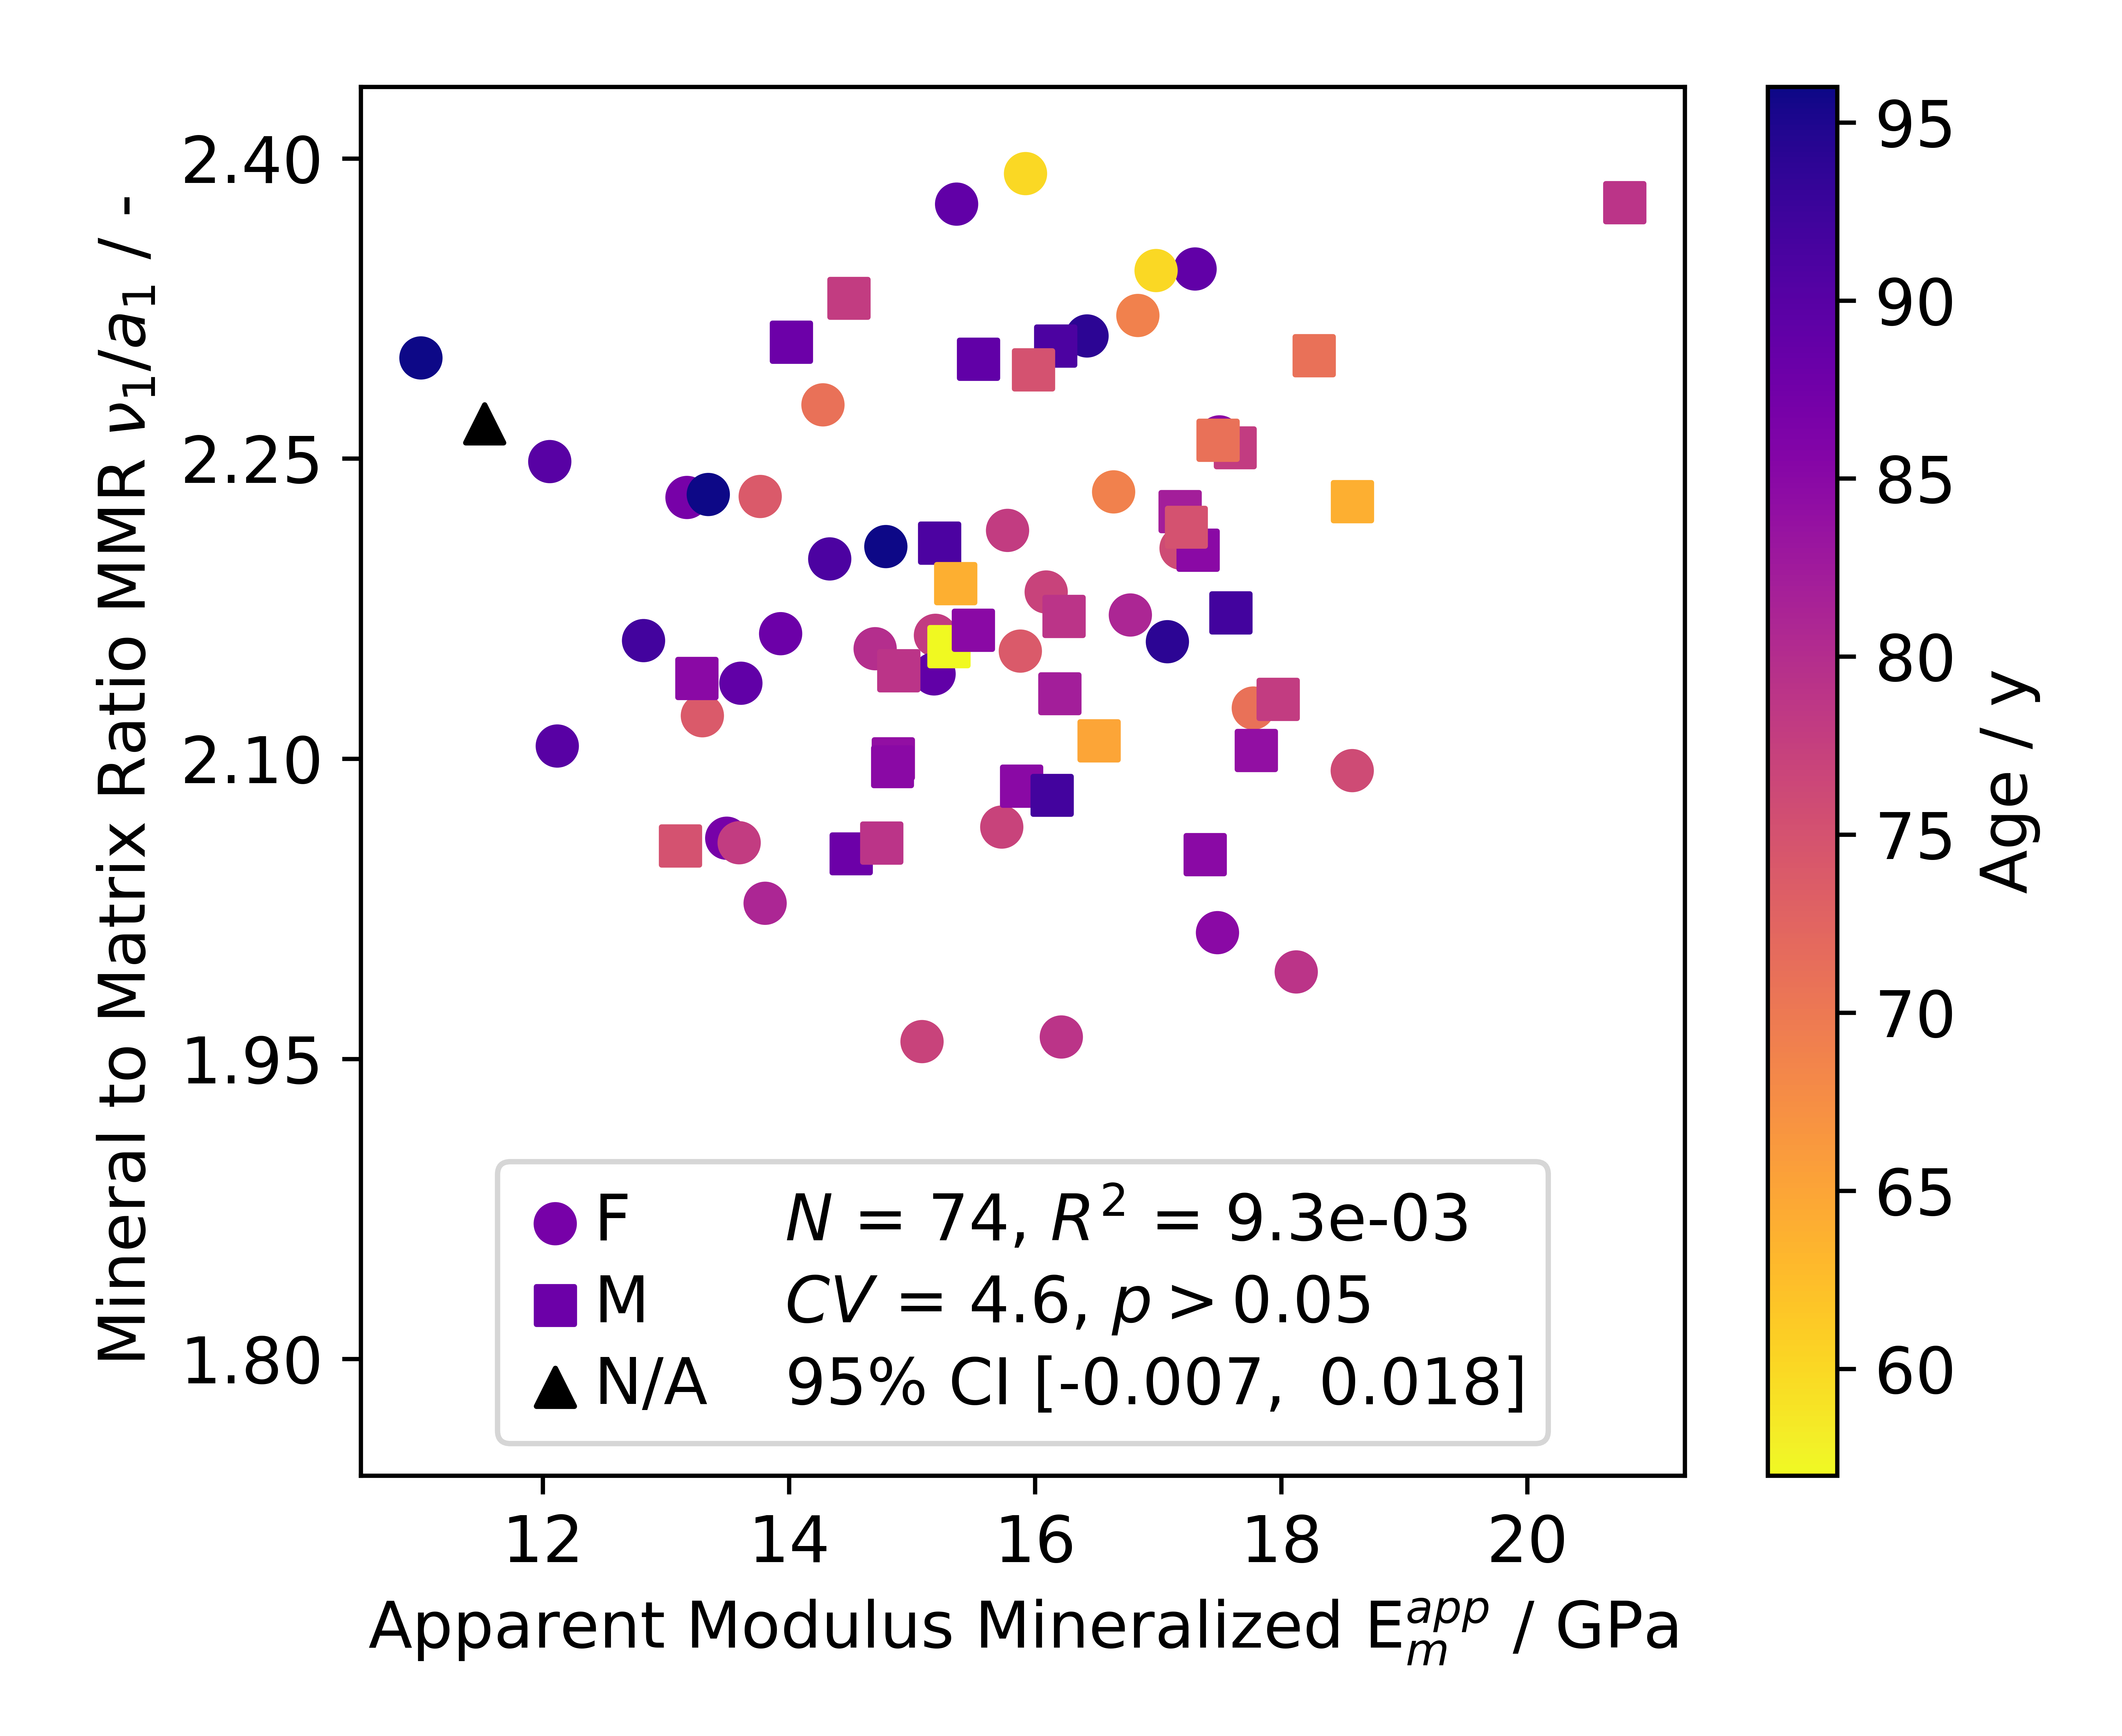 Mineral to Matrix Ratio MMR ν₁/a₁ / -
2.40
2.25
2.10
1.95
1.80
F N = 74, R² = 9.3e-03
M CV = 4.6, p > 0.05
N/A 95% CI [-0.007, 0.018]
12 14 16 18 20
Apparent Modulus Mineralized E_m^app / GPa
95
90
85
80
75
70
65
60
Age / y